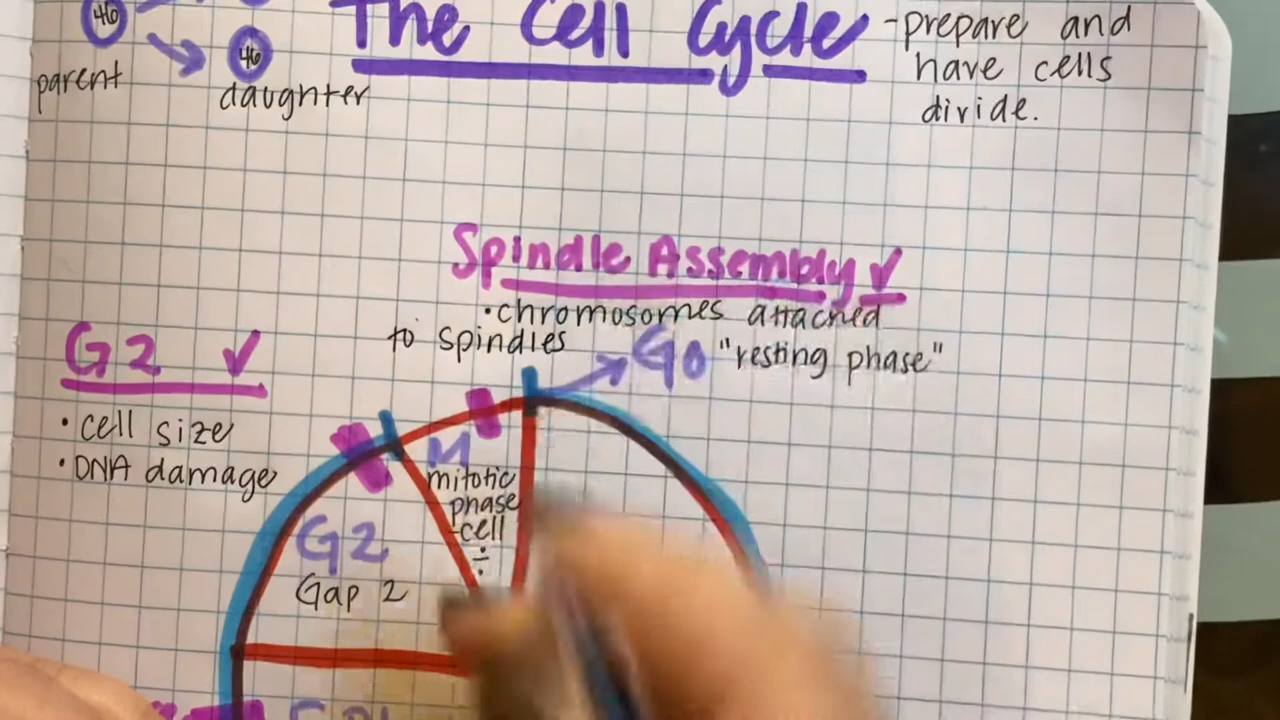 46
The Cell Cycle
-prepare and
have cells
divide.
46
parent
daughter
Spindle Assembly ✓
·chromosomes attached
to spindles
G0 "resting phase"
G2 ✓
·cell size
·DNA damage
M
mitotic
phase
-cell
÷
G2
Gap 2